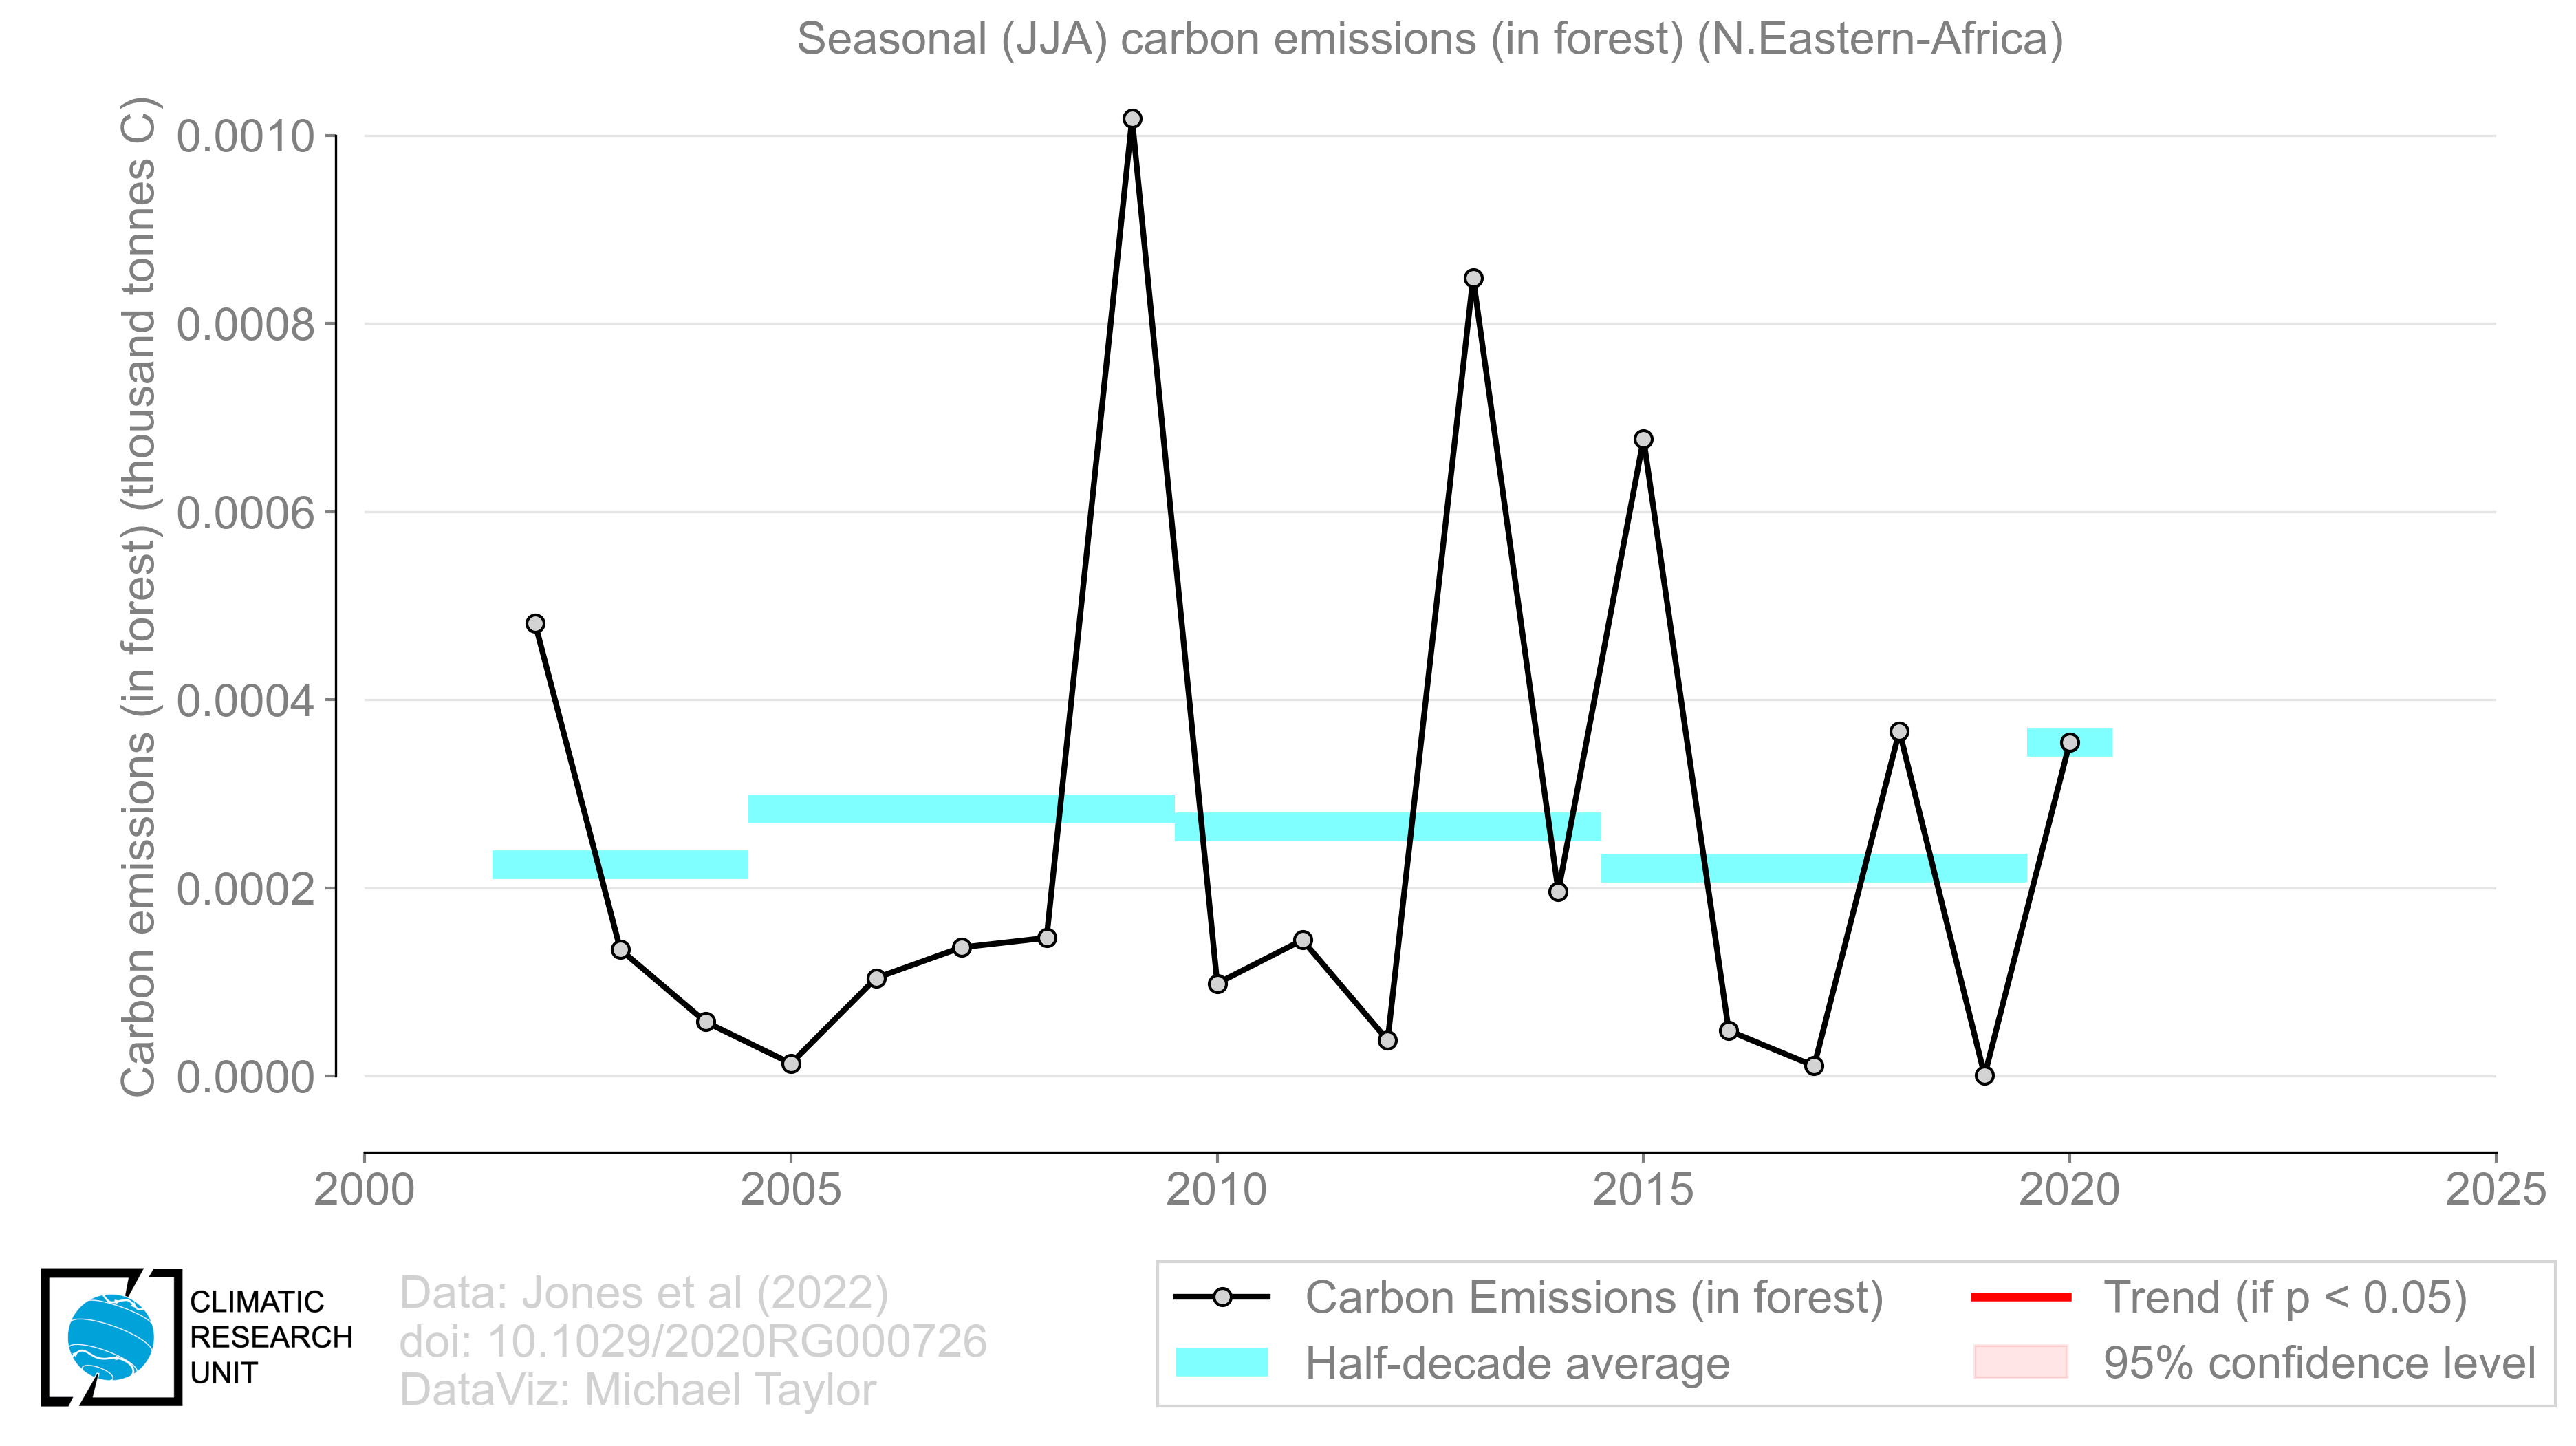 Seasonal (JJA) carbon emissions (in forest) (N.Eastern-Africa)
Carbon emissions (in forest) (thousand tonnes C)
0.0010
0.0008
0.0006
0.0004
0.0002
0.0000
2000 2005 2010 2015 2020 2025
CLIMATIC
RESEARCH
UNIT
Data: Jones et al (2022)
doi: 10.1029/2020RG000726
DataViz: Michael Taylor
Carbon Emissions (in forest)
Half-decade average
Trend (if p < 0.05)
95% confidence level